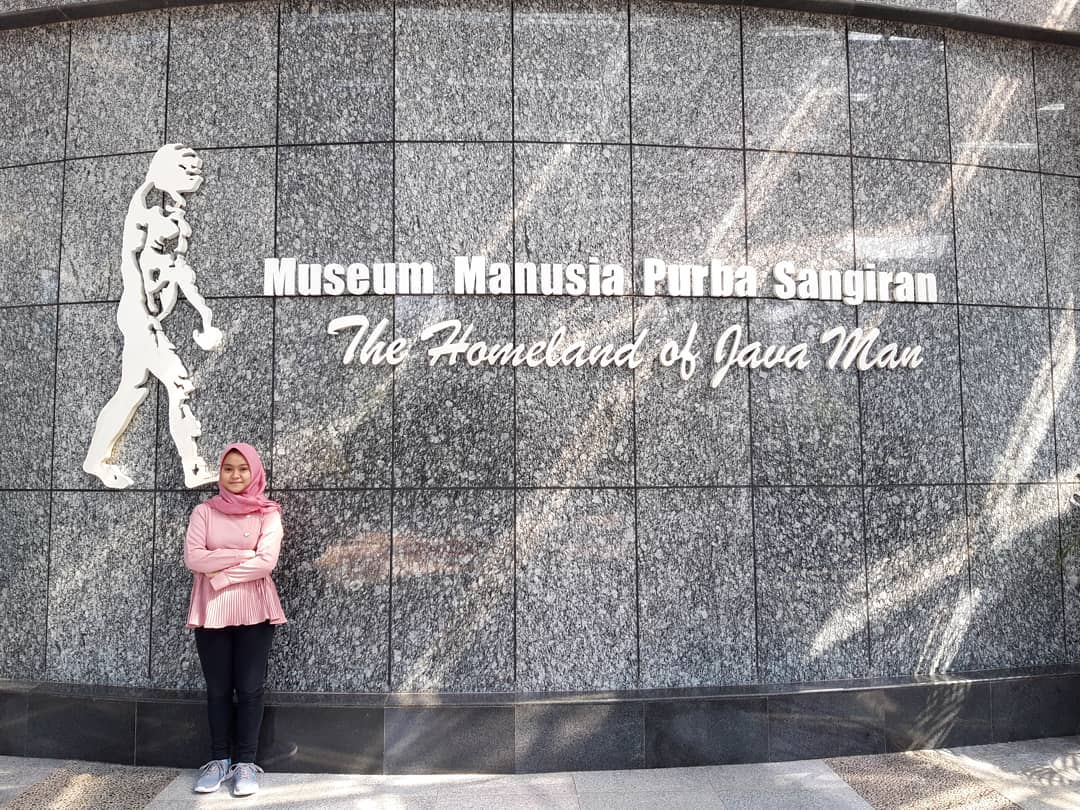 Museum Manusia Purba Sangiran
The Homeland of Java Man